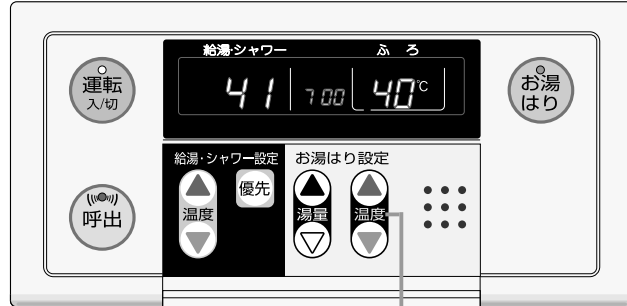 給湯・シャワー
ふろ
運転
入/切
41
700
40℃
お湯
はり
給湯・シャワー設定
お湯はり設定
優先
温度
湯量
温度
呼出